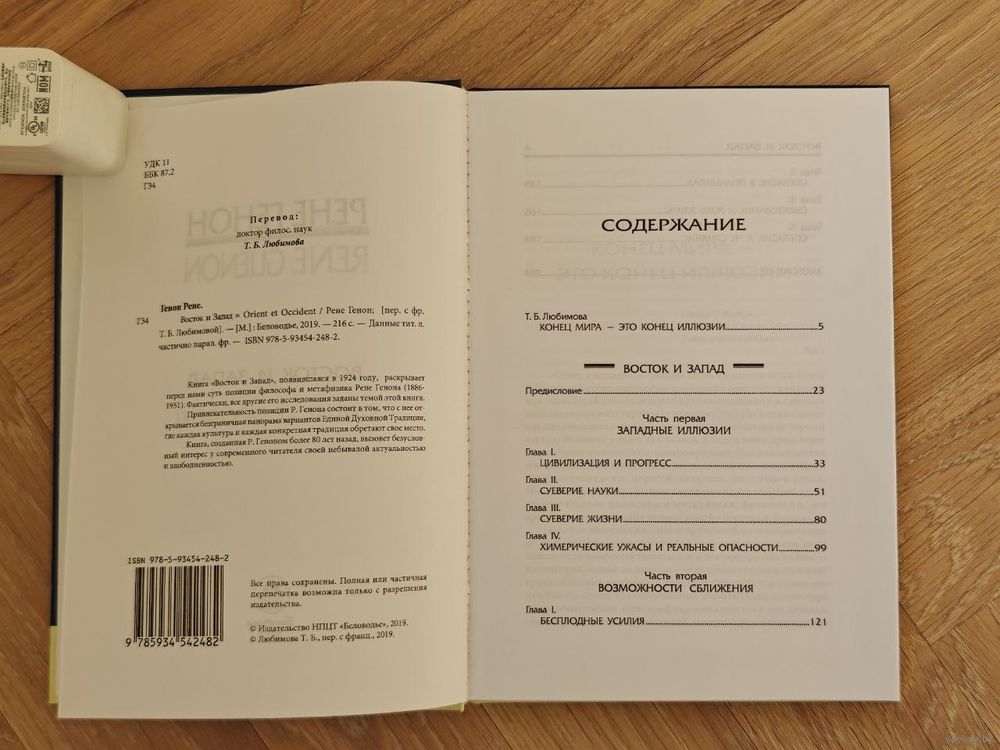 УДК 11
ББК 87.2
Г34
Перевод:
доктор филос. наук
Т. Б. Любимова
Генон Рене.
Г34 Восток и Запад = Orient et Occident / Рене Генон; [пер. с фр.
Т. Б. Любимовой]. — [М.] : Беловодье, 2019. — 216 с. — Данные тит. л.
частично парал. фр. — ISBN 978-5-93454-248-2.
Книга «Восток и Запад», появившаяся в 1924 году, раскрывает
перед нами суть позиции философа и метафизика Рене Генона (1886-
1951). Фактически, все другие его исследования заданы темой этой книги.
Привлекательность позиции Р. Генона состоит в том, что с нее от-
крывается безграничная панорама вариантов Единой Духовной Традиции,
где каждая культура и каждая конкретная традиция обретают свое место.
Книга, созданная Р. Геноном более 80 лет назад, вызовет безуслов-
ный интерес у современного читателя своей небывалой актуальностью
и злободневностью.
ISBN 978-5-93454-248-2
9 785934 542482
Все права сохранены. Полная или частичная
перепечатка возможна только с разрешения
издательства.
© Издательство НПЦТ «Беловодье», 2019.
© Любимова Т. Б., пер. с франц., 2019.
СОДЕРЖАНИЕ
Т. Б. Любимова
КОНЕЦ МИРА — ЭТО КОНЕЦ ИЛЛЮЗИИ 5
ВОСТОК И ЗАПАД
Предисловие 23
Часть первая
ЗАПАДНЫЕ ИЛЛЮЗИИ
Глава I.
ЦИВИЛИЗАЦИЯ И ПРОГРЕСС 33
Глава II.
СУЕВЕРИЕ НАУКИ 51
Глава III.
СУЕВЕРИЕ ЖИЗНИ 80
Глава IV.
ХИМЕРИЧЕСКИЕ УЖАСЫ И РЕАЛЬНЫЕ ОПАСНОСТИ 99
Часть вторая
ВОЗМОЖНОСТИ СБЛИЖЕНИЯ
Глава I.
БЕСПЛОДНЫЕ УСИЛИЯ 121